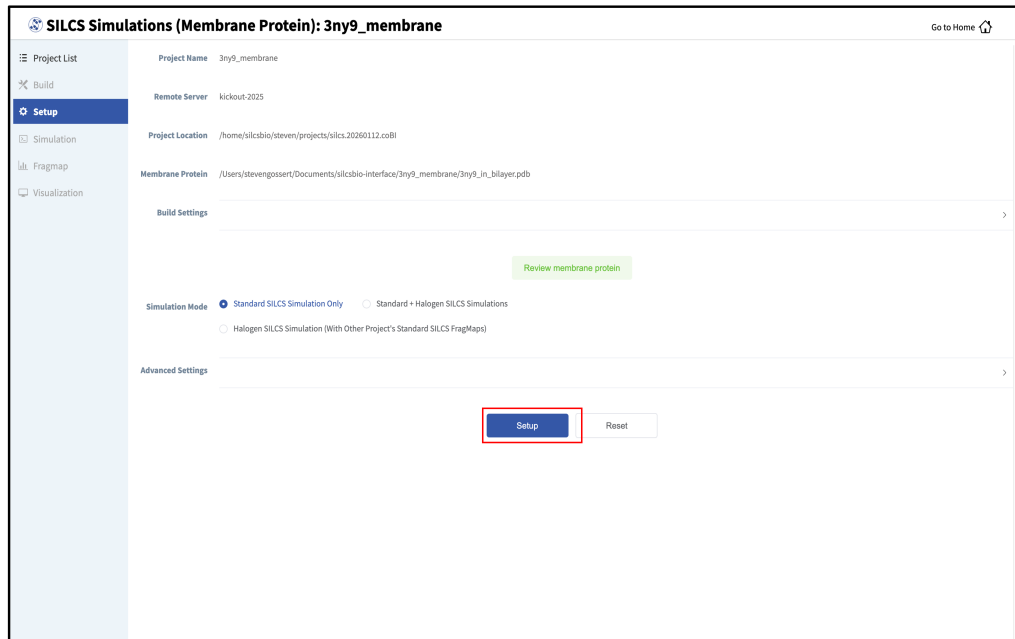 SILCS Simulations (Membrane Protein): 3ny9_membrane
Go to Home
Project List
Build
Setup
Simulation
Fragmap
Visualization
Project Name 3ny9_membrane
Remote Server kickout-2025
Project Location /home/silcsbio/steven/projects/silcs.20260112.coBI
Membrane Protein /Users/stevengossert/Documents/silcsbio-interface/3ny9_membrane/3ny9_in_bilayer.pdb
Build Settings
Review membrane protein
Simulation Mode Standard SILCS Simulation Only Standard + Halogen SILCS Simulations
Halogen SILCS Simulation (With Other Project's Standard SILCS FragMaps)
Advanced Settings
Setup Reset